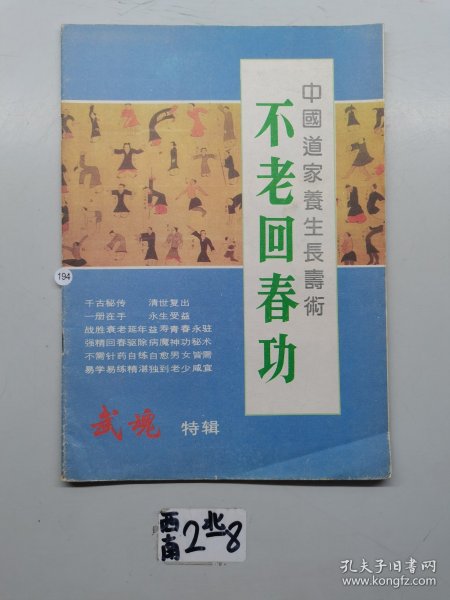 中國道家養生長壽術
不老回春功
194
千古秘传 清世复出
一册在手 永生受益
战胜衰老延年益寿青春永驻
强精回春驱除病魔神功秘术
不需针药自练自愈男女皆需
易学易练精湛独到老少咸宜
武魂 特辑
西南2北8
孔夫子旧书网
www.kongfz.com